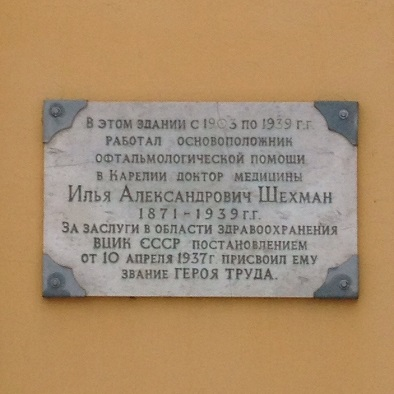 В ЭТОМ ЗДАНИИ С 1903 ПО 1939 Г.Г.
РАБОТАЛ ОСНОВОПОЛОЖНИК
ОФТАЛЬМОЛОГИЧЕСКОЙ ПОМОЩИ
В КАРЕЛИИ ДОКТОР МЕДИЦИНЫ
ИЛЬЯ АЛЕКСАНДРОВИЧ ШЕХМАН
1871-1939 Г.Г.
ЗА ЗАСЛУГИ В ОБЛАСТИ ЗДРАВООХРАНЕНИЯ
ВЦИК СССР ПОСТАНОВЛЕНИЕМ
ОТ 10 АПРЕЛЯ 1937Г ПРИСВОИЛ ЕМУ
ЗВАНИЕ ГЕРОЯ ТРУДА.